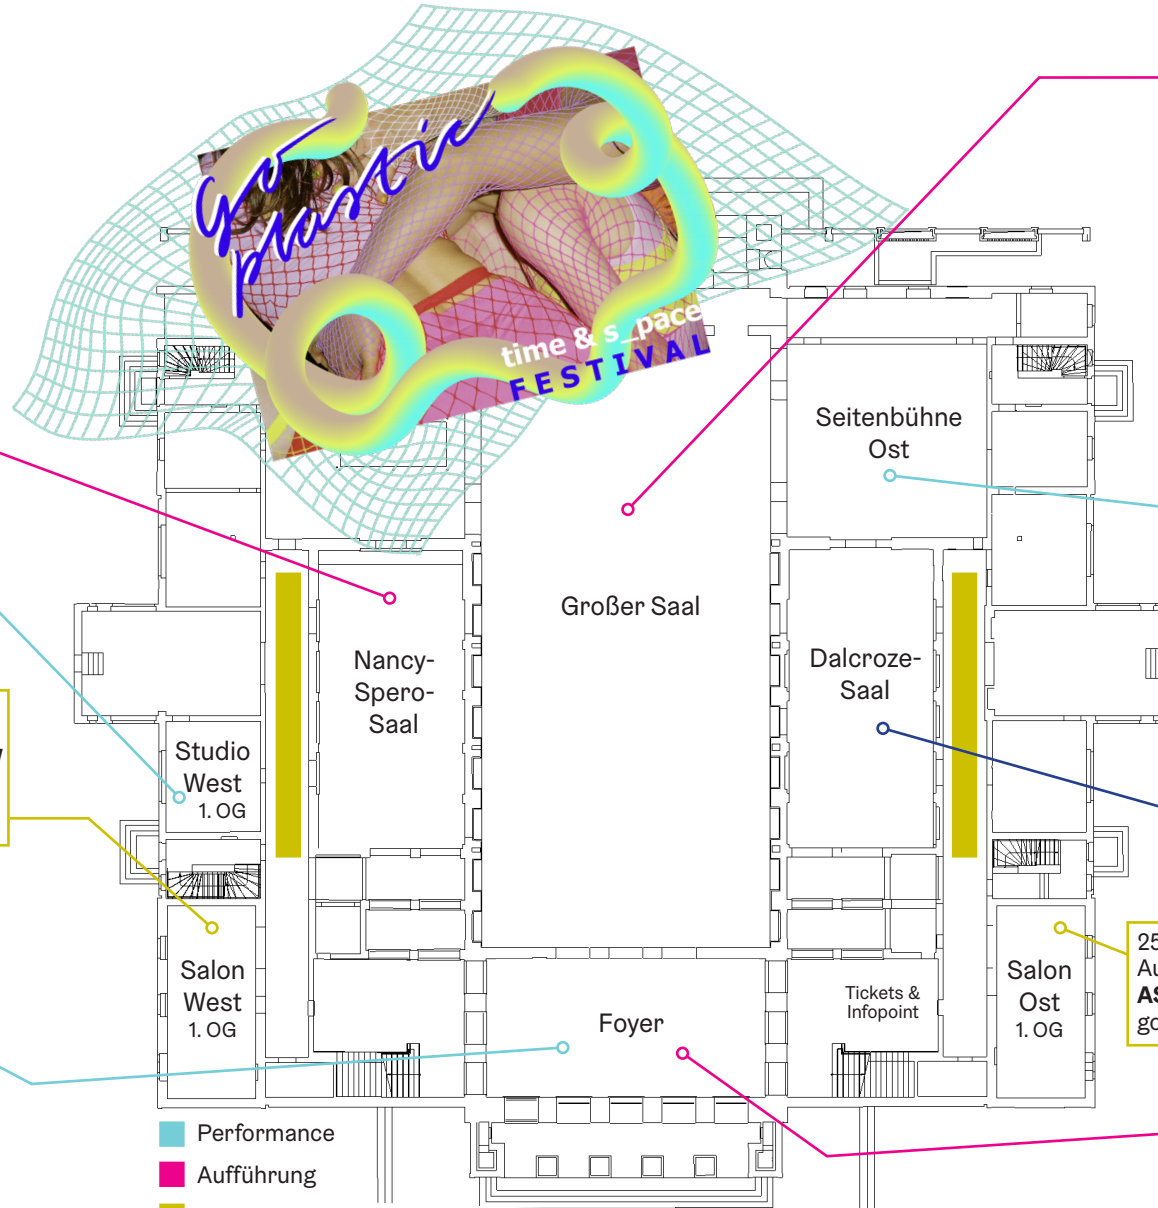 go
plastic
time & s_pace
FESTIVAL
Seitenbühne
Ost
Großer Saal
Nancy-
Spero-
Saal
Dalcroze-
Saal
Studio
West
1. OG
Salon
West
1. OG
Foyer
Tickets &
Infopoint
Salon
Ost
1. OG
25
Au
AS
go
Performance
Aufführung